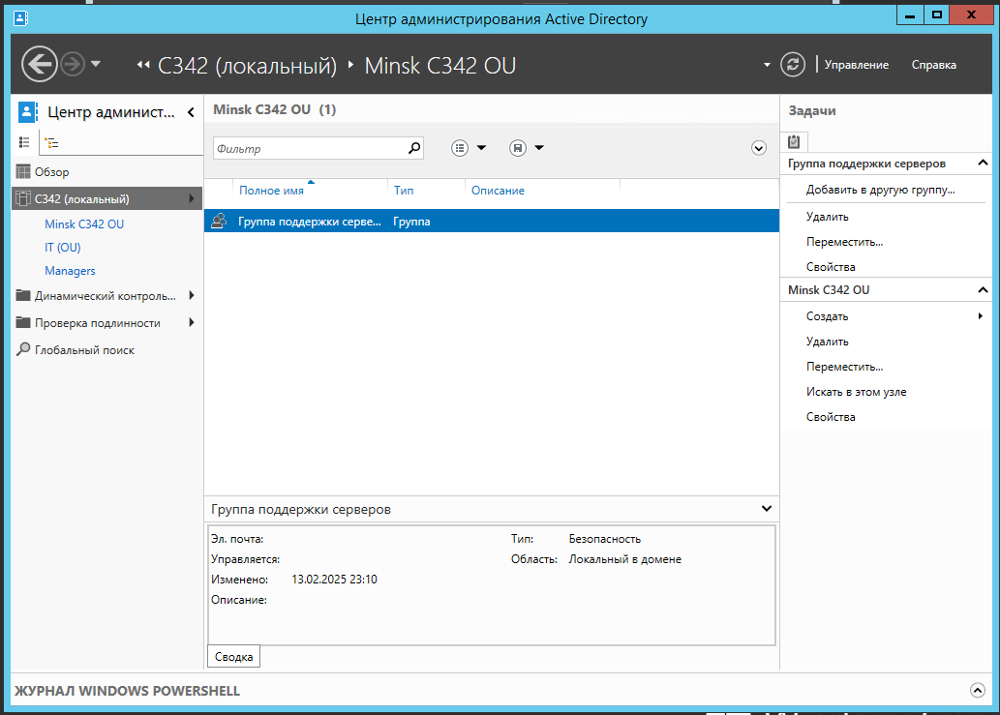 Центр администрирования Active Directory
C342 (локальный) Minsk C342 OU
Управление
Справка
Центр админист...
Обзор
C342 (локальный)
Minsk C342 OU
IT (OU)
Managers
Динамический контроль...
Проверка подлинности
Глобальный поиск
Minsk C342 OU (1)
Фильтр
Полное имя Тип Описание
Группа поддержки серве... Группа
Группа поддержки серверов
Эл. почта:
Управляется:
Изменено: 13.02.2025 23:10
Описание:
Тип: Безопасность
Область: Локальный в домене
Сводка
Задачи
Группа поддержки серверов
Добавить в другую группу...
Удалить
Переместить...
Свойства
Minsk C342 OU
Создать
Удалить
Переместить...
Искать в этом узле
Свойства
ЖУРНАЛ WINDOWS POWERSHELL